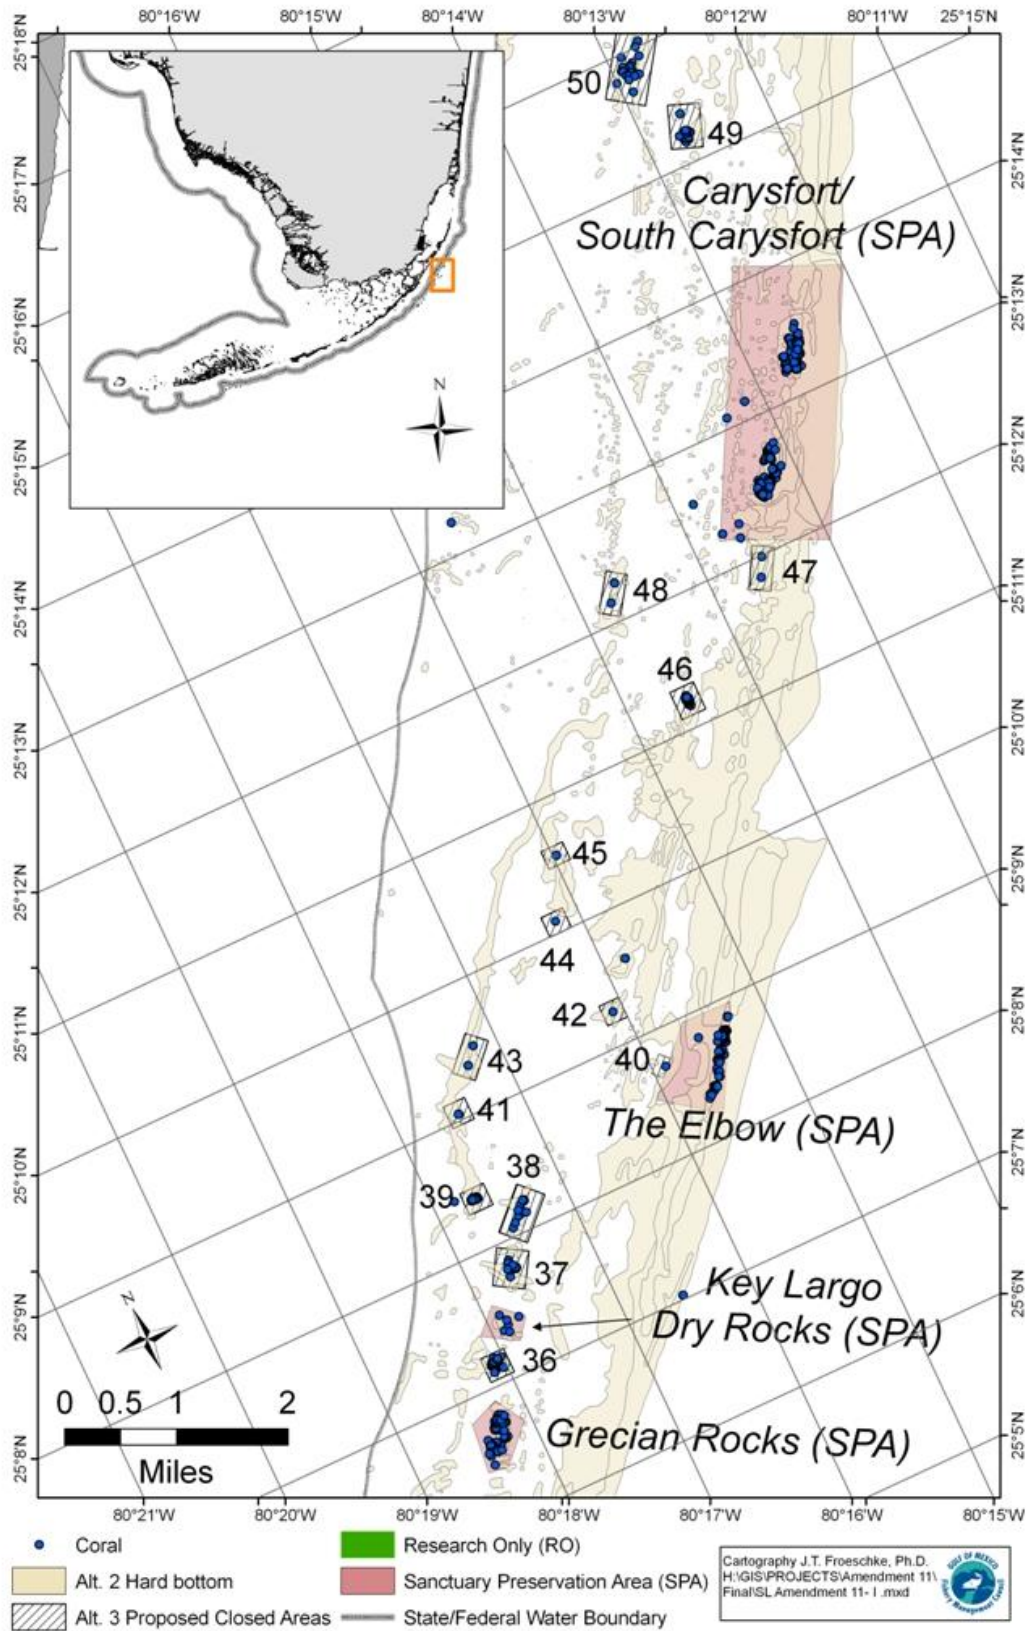 80°16'W 80°15'W 80°14'W 80°13'W 80°12'W 80°11'W 25°15'N
25°18'N
25°17'N
25°16'N
25°15'N
25°14'N
25°13'N
25°12'N
25°11'N
25°10'N
25°9'N
25°8'N
N
50
49
Carysfort/
South Carysfort (SPA)
47
48
46
45
44
42
43
40
41
The Elbow (SPA)
38
39
37
Key Largo
Dry Rocks (SPA)
36
Grecian Rocks (SPA)
25°14'N
25°13'N
25°12'N
25°11'N
25°10'N
25°9'N
25°8'N
25°7'N
25°6'N
25°5'N
N
0 0.5 1 2
Miles
80°21'W 80°20'W 80°19'W 80°18'W 80°17'W 80°16'W 80°15'W
Coral
Alt. 2 Hard bottom
Alt. 3 Proposed Closed Areas
Research Only (RO)
Sanctuary Preservation Area (SPA)
State/Federal Water Boundary
Cartography J.T. Froeschke, Ph.D.
H:\GIS\PROJECTS\Amendment 11\
Final\SL Amendment 11- I .mxd
GULF OF MEXICO
Fishery Management Council